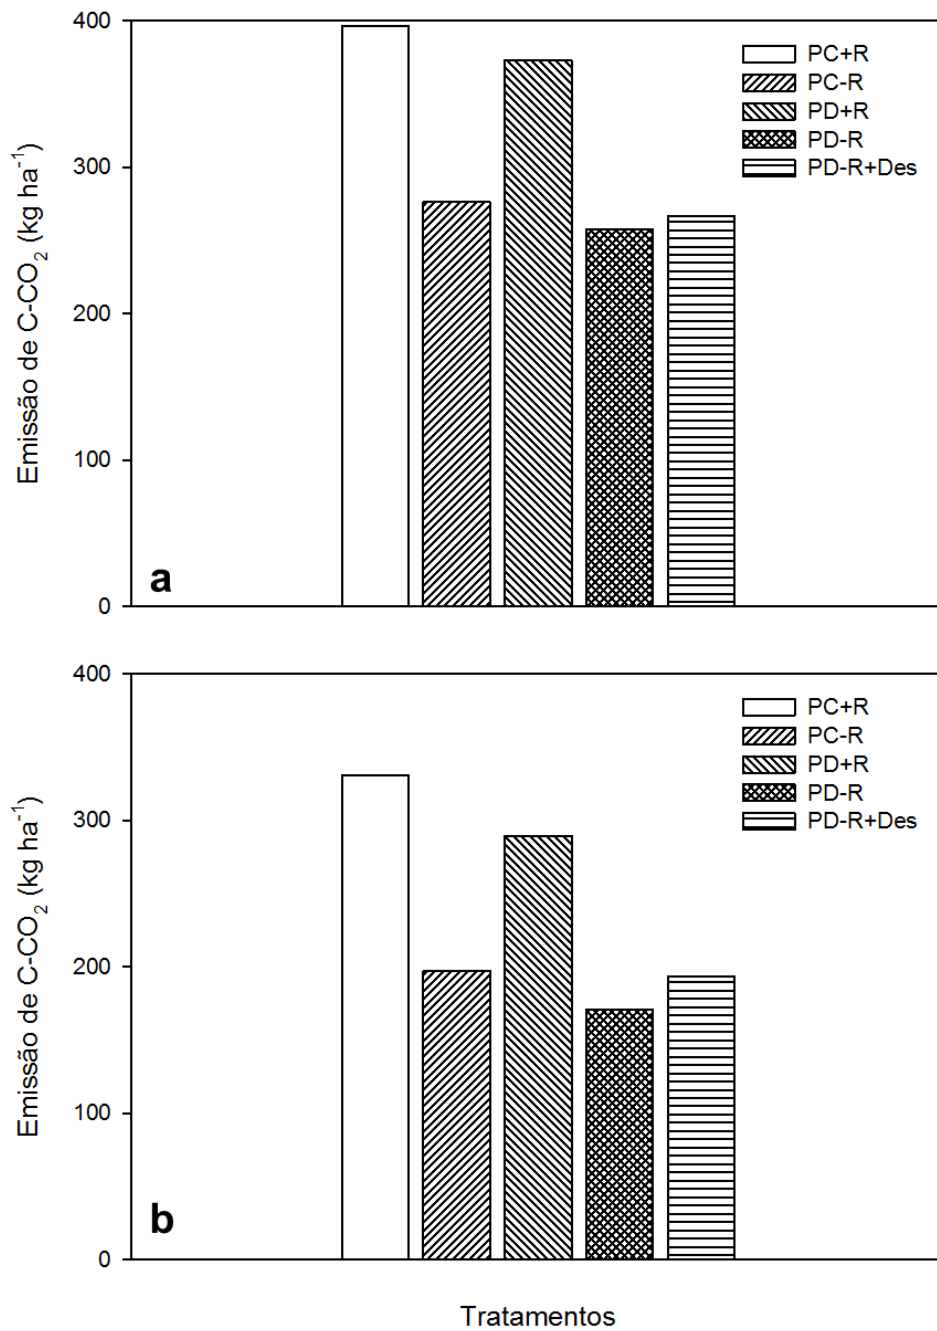 Emissão de C-CO₂ (kg ha⁻¹)
400
300
200
100
0
PC+R
PC-R
PD+R
PD-R
PD-R+Des
a
Emissão de C-CO₂ (kg ha⁻¹)
400
300
200
100
0
PC+R
PC-R
PD+R
PD-R
PD-R+Des
b
Tratamentos